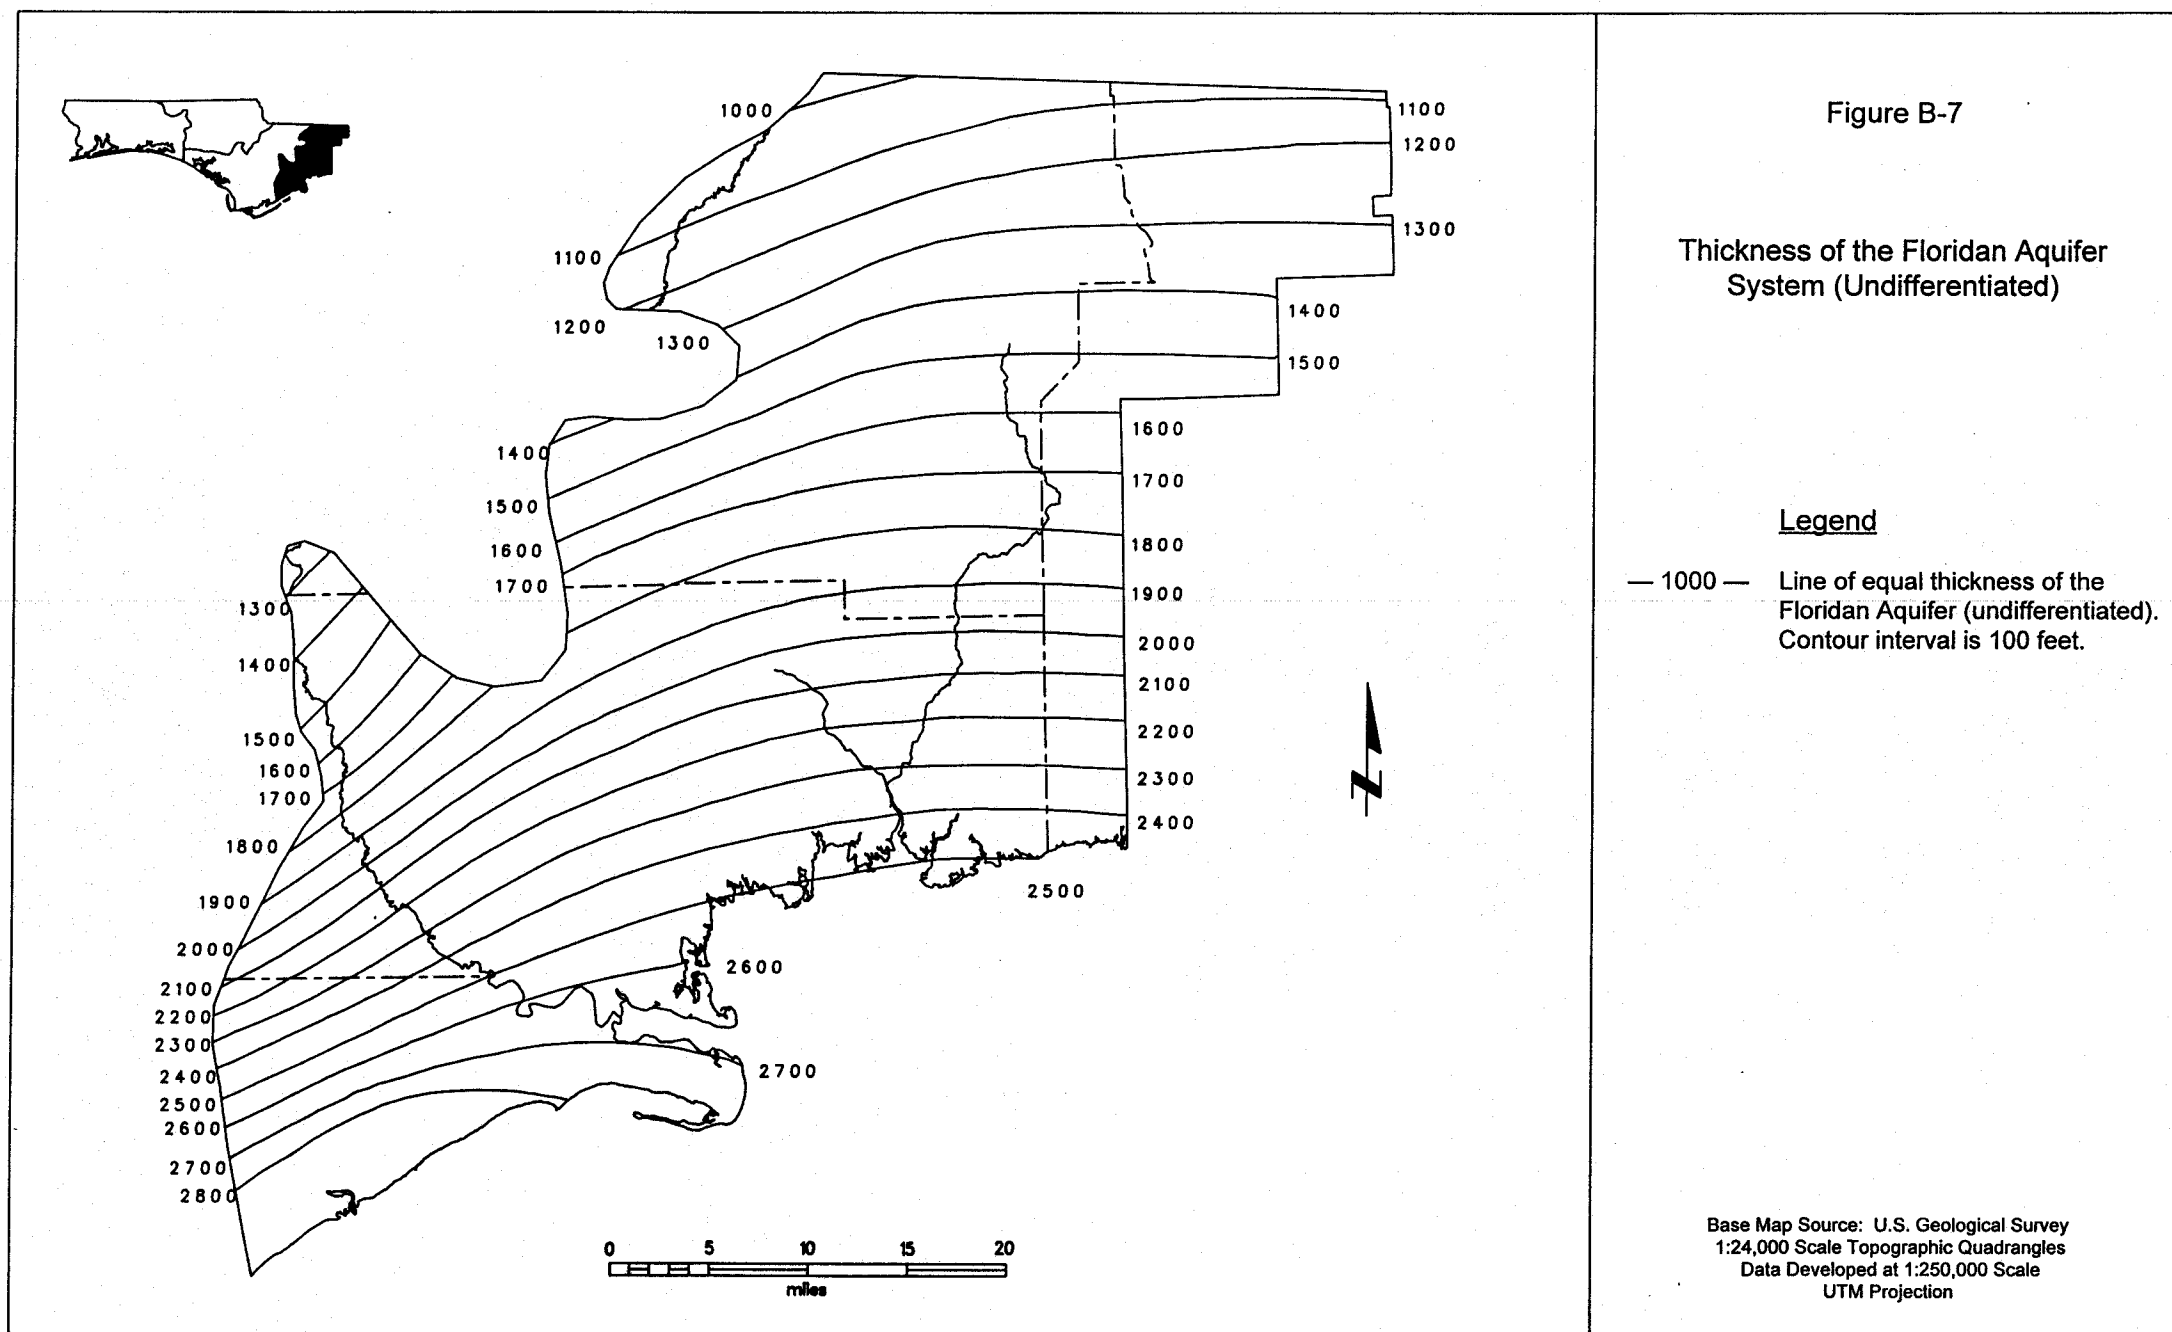 Figure B-7
Thickness of the Floridan Aquifer
System (Undifferentiated)
Legend
— 1000 — Line of equal thickness of the
Floridan Aquifer (undifferentiated).
Contour interval is 100 feet.
Base Map Source: U.S. Geological Survey
1:24,000 Scale Topographic Quadrangles
Data Developed at 1:250,000 Scale
UTM Projection
1000
1100
1200
1300
1100
1200
1300
1400
1500
1400
1500
1600
1700
1600
1700
1800
1900
2000
2100
2200
2300
2400
2500
2600
2700
1300
1400
1500
1600
1700
1800
1900
2000
2100
2200
2300
2400
2500
2600
2700
2800
N
0 5 10 15 20
miles